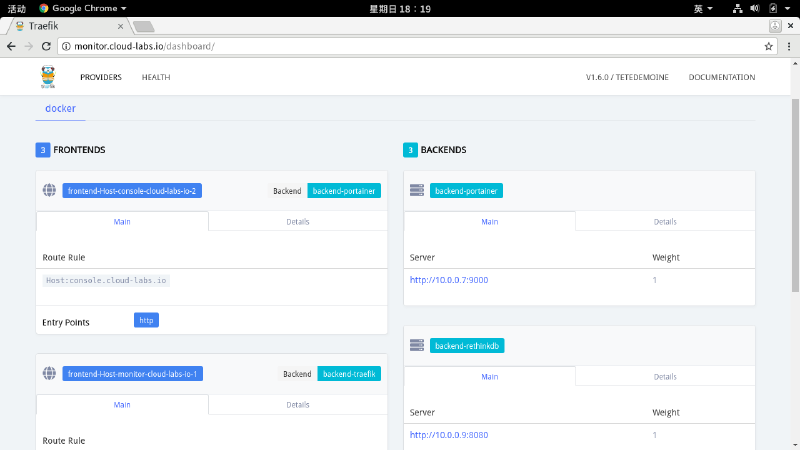 活动 Google Chrome 星期日 18：19 英
Traefik
monitor.cloud-labs.io/dashboard/
træfik PROVIDERS HEALTH V1.6.0 / TETEDEMOINE DOCUMENTATION
docker
3 FRONTENDS
frontend-Host-console-cloud-labs-io-2 Backend backend-portainer
Main Details
Route Rule
Host:console.cloud-labs.io
Entry Points http
frontend-Host-monitor-cloud-labs-io-1 Backend backend-traefik
Main Details
Route Rule
3 BACKENDS
backend-portainer
Main Details
Server Weight
http://10.0.0.7:9000 1
backend-rethinkdb
Main Details
Server Weight
http://10.0.0.9:8080 1